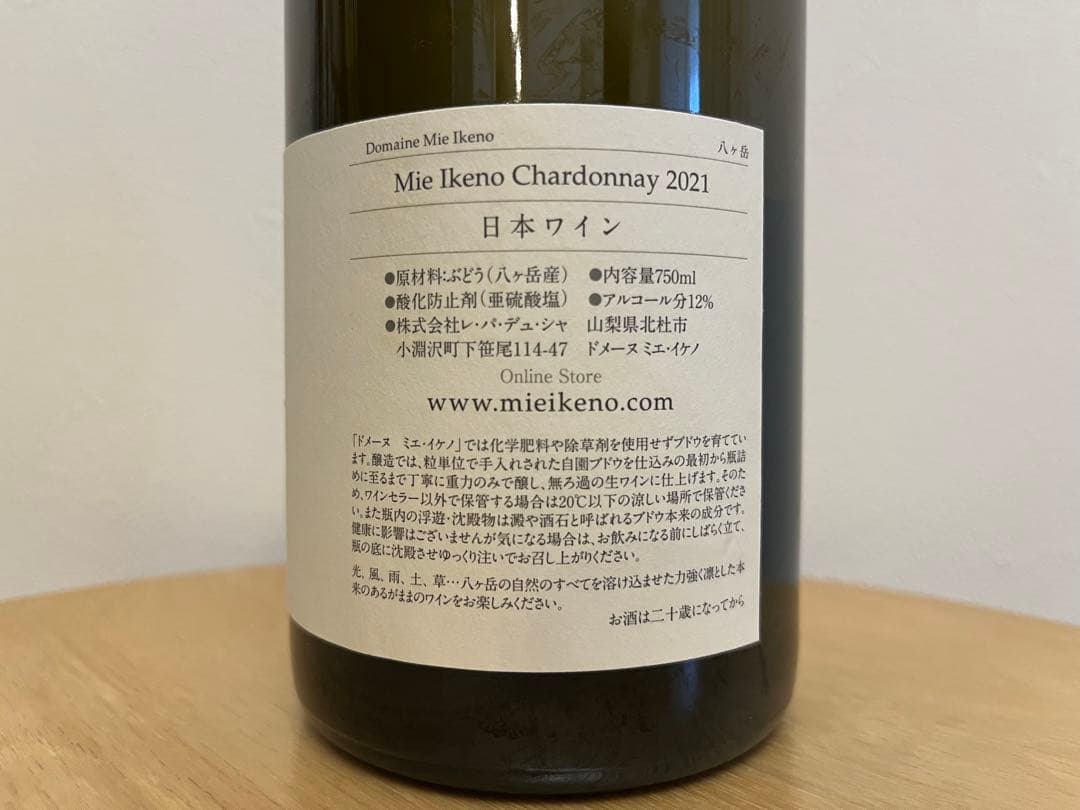 Domaine Mie Ikeno 八ヶ岳
Mie Ikeno Chardonnay 2021
日本ワイン
●原材料:ぶどう(八ヶ岳産) ●内容量750ml
●酸化防止剤(亜硫酸塩) ●アルコール分12%
●株式会社レ・パ・デュ・シャ 山梨県北杜市
小淵沢町下笹尾114-47 ドメーヌ ミエ・イケノ
Online Store
www.mieikeno.com
「ドメーヌ ミエ・イケノ」では化学肥料や除草剤を使用せずブドウを育ててい
ます。醸造では、粒単位で手入れされた自園ブドウを仕込みの最初から瓶詰
めに至るまで丁寧に重力のみで醸し、無ろ過の生ワインに仕上げます。そのた
め、ワインセラー以外で保管する場合は20℃以下の涼しい場所で保管くださ
い。また瓶内の浮遊・沈殿物は澱や酒石と呼ばれるブドウ本来の成分です。
健康に影響はございませんが気になる場合は、お飲みになる前にしばらく立て、
瓶の底に沈殿させゆっくり注いでお召し上がりください。
光、風、雨、土、草…八ヶ岳の自然のすべてを溶け込ませた力強く凛とした本
来のあるがままのワインをお楽しみください。
お酒は二十歳になってから